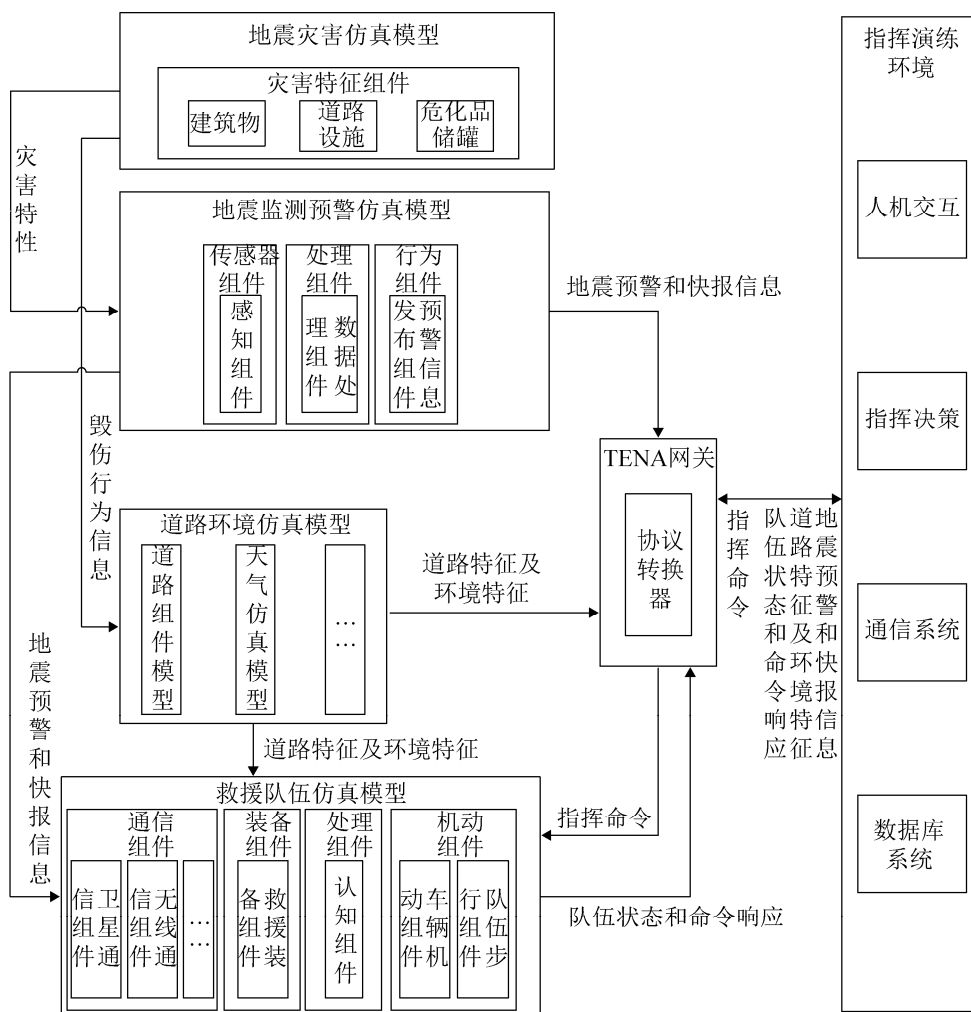 地震灾害仿真模型
灾害特征组件
建筑物
道路
设施
危化品
储罐
灾害特性
地震监测预警仿真模型
传感器
组件
感知组件
处理
组件
数据处
理组件
行为
组件
预警信息
发布组件
地震预警和快报信息
毁伤行为信息
道路环境仿真模型
道路组件模型
天气仿真模型
……
道路特征及
环境特征
TENA网关
协议
转换
器
指挥命令
地震预警和快报信息
道路特征及环境特征
队伍状态和命令响应
道路特征及环境特征
地震预警和快报信息
救援队伍仿真模型
通信
组件
卫星通
信组件
无线通
信组件
……
装备
组件
救援装
备组件
处理
组件
认知组件
机动
组件
车辆机
动组件
队伍步
行组件
指挥命令
队伍状态和命令响应
指挥演练
环境
人机交互
指挥决策
通信系统
数据库
系统